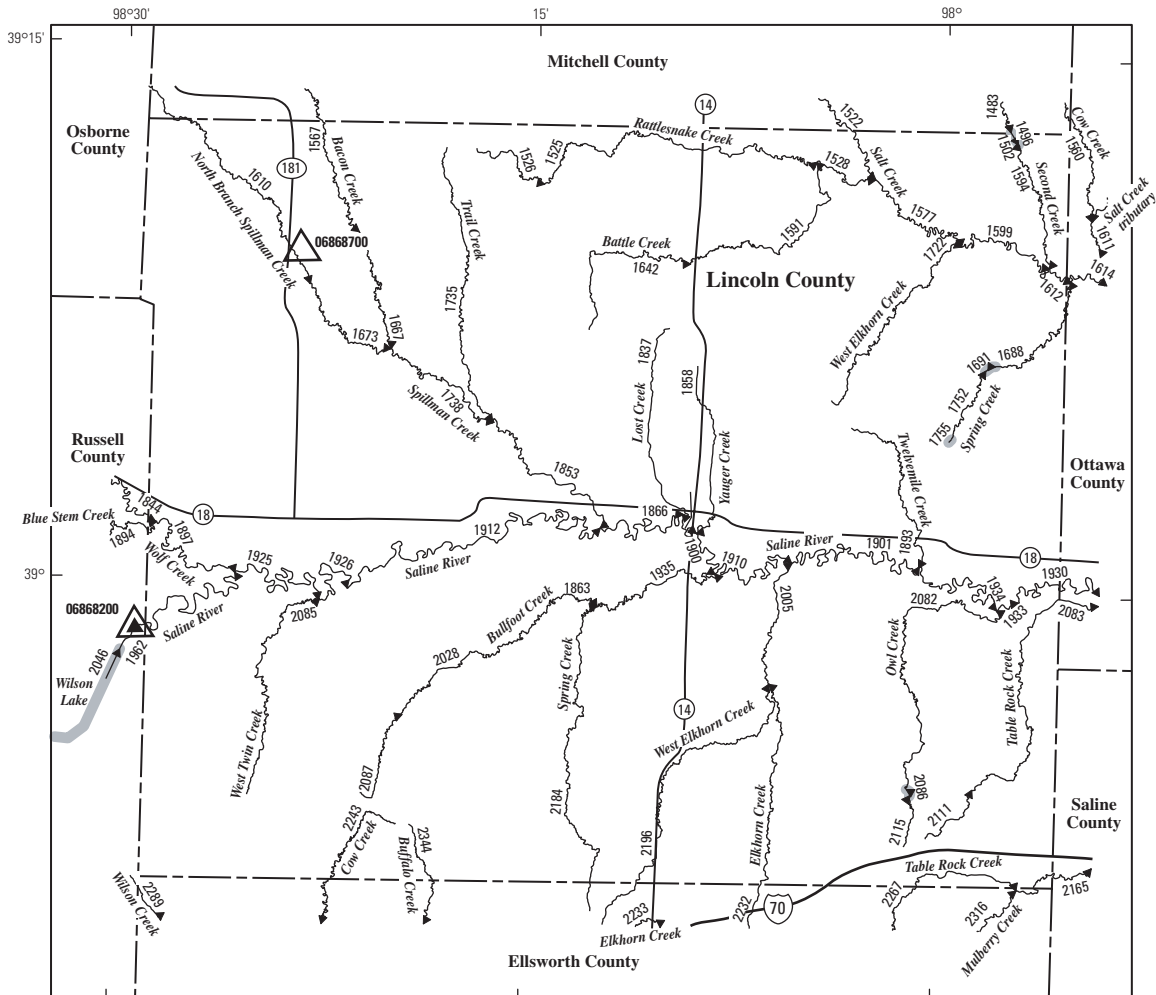 98°30'
15'
98°
39°15'
Mitchell County
14
1483
1522
Cow Creek
Rattlesnake Creek
1496
Osborne
County
1567
Bacon Creek
1526
1525
1502
1560
181
1528
Salt Creek
1594
Second Creek
North Branch Spillman Creek
1610
Trail Creek
1577
Salt Creek
tributary
06868700
Battle Creek
1591
1722
1599
1611
1642
Lincoln County
1614
1612
1735
West Elkhorn Creek
1673
1667
1837
1691
1688
1858
1738
Spillman Creek
Lost Creek
1752
Spring Creek
1755
Russell
County
Yauger Creek
Twelvemile Creek
Ottawa
County
1853
1844
18
1866
Blue Stem Creek
1894
1897
1912
1900
Saline River
1901
1893
18
Wolf Creek
1925
1926
Saline River
1910
39°
1935
1934
1930
06868200
2085
1863
2005
2082
1933
2083
Saline River
Bullfoot Creek
2046
1962
2028
Spring Creek
Owl Creek
Wilson
Lake
Table Rock Creek
West Twin Creek
14
West Elkhorn Creek
2087
2184
2086
2243
2111
Saline
County
Cow Creek
2344
Buffalo Creek
2196
Elkhorn Creek
2115
Table Rock Creek
Wilson Creek
2289
2267
2165
2233
2232
70
2316
Mulberry Creek
Elkhorn Creek
Ellsworth County